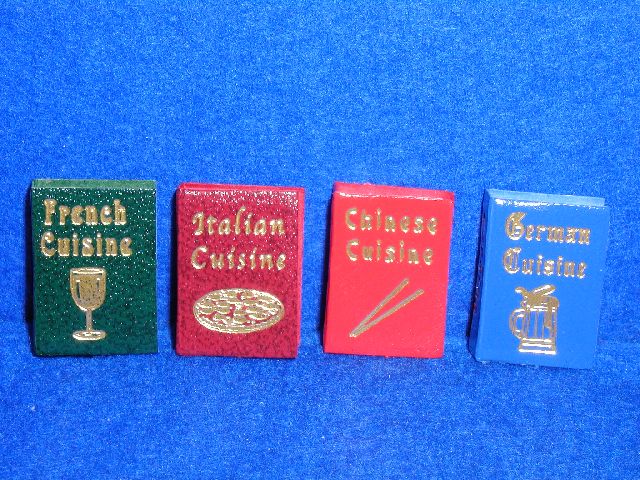 French
Cuisine
Italian
Cuisine
Chinese
Cuisine
German
Cuisine